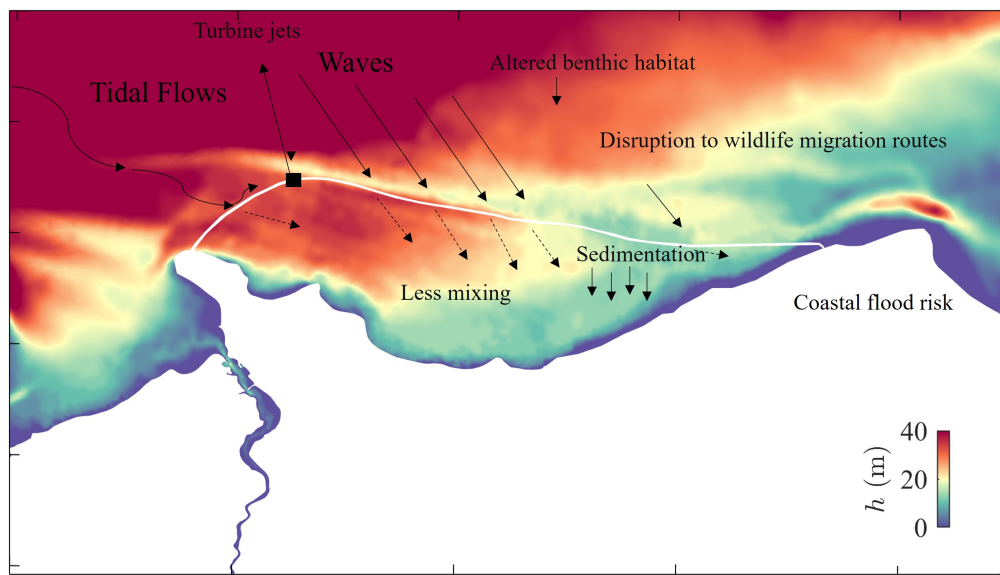 Turbine jets
Waves
Altered benthic habitat
Tidal Flows
Disruption to wildlife migration routes
Sedimentation
Less mixing
Coastal flood risk
40
20
0
h (m)